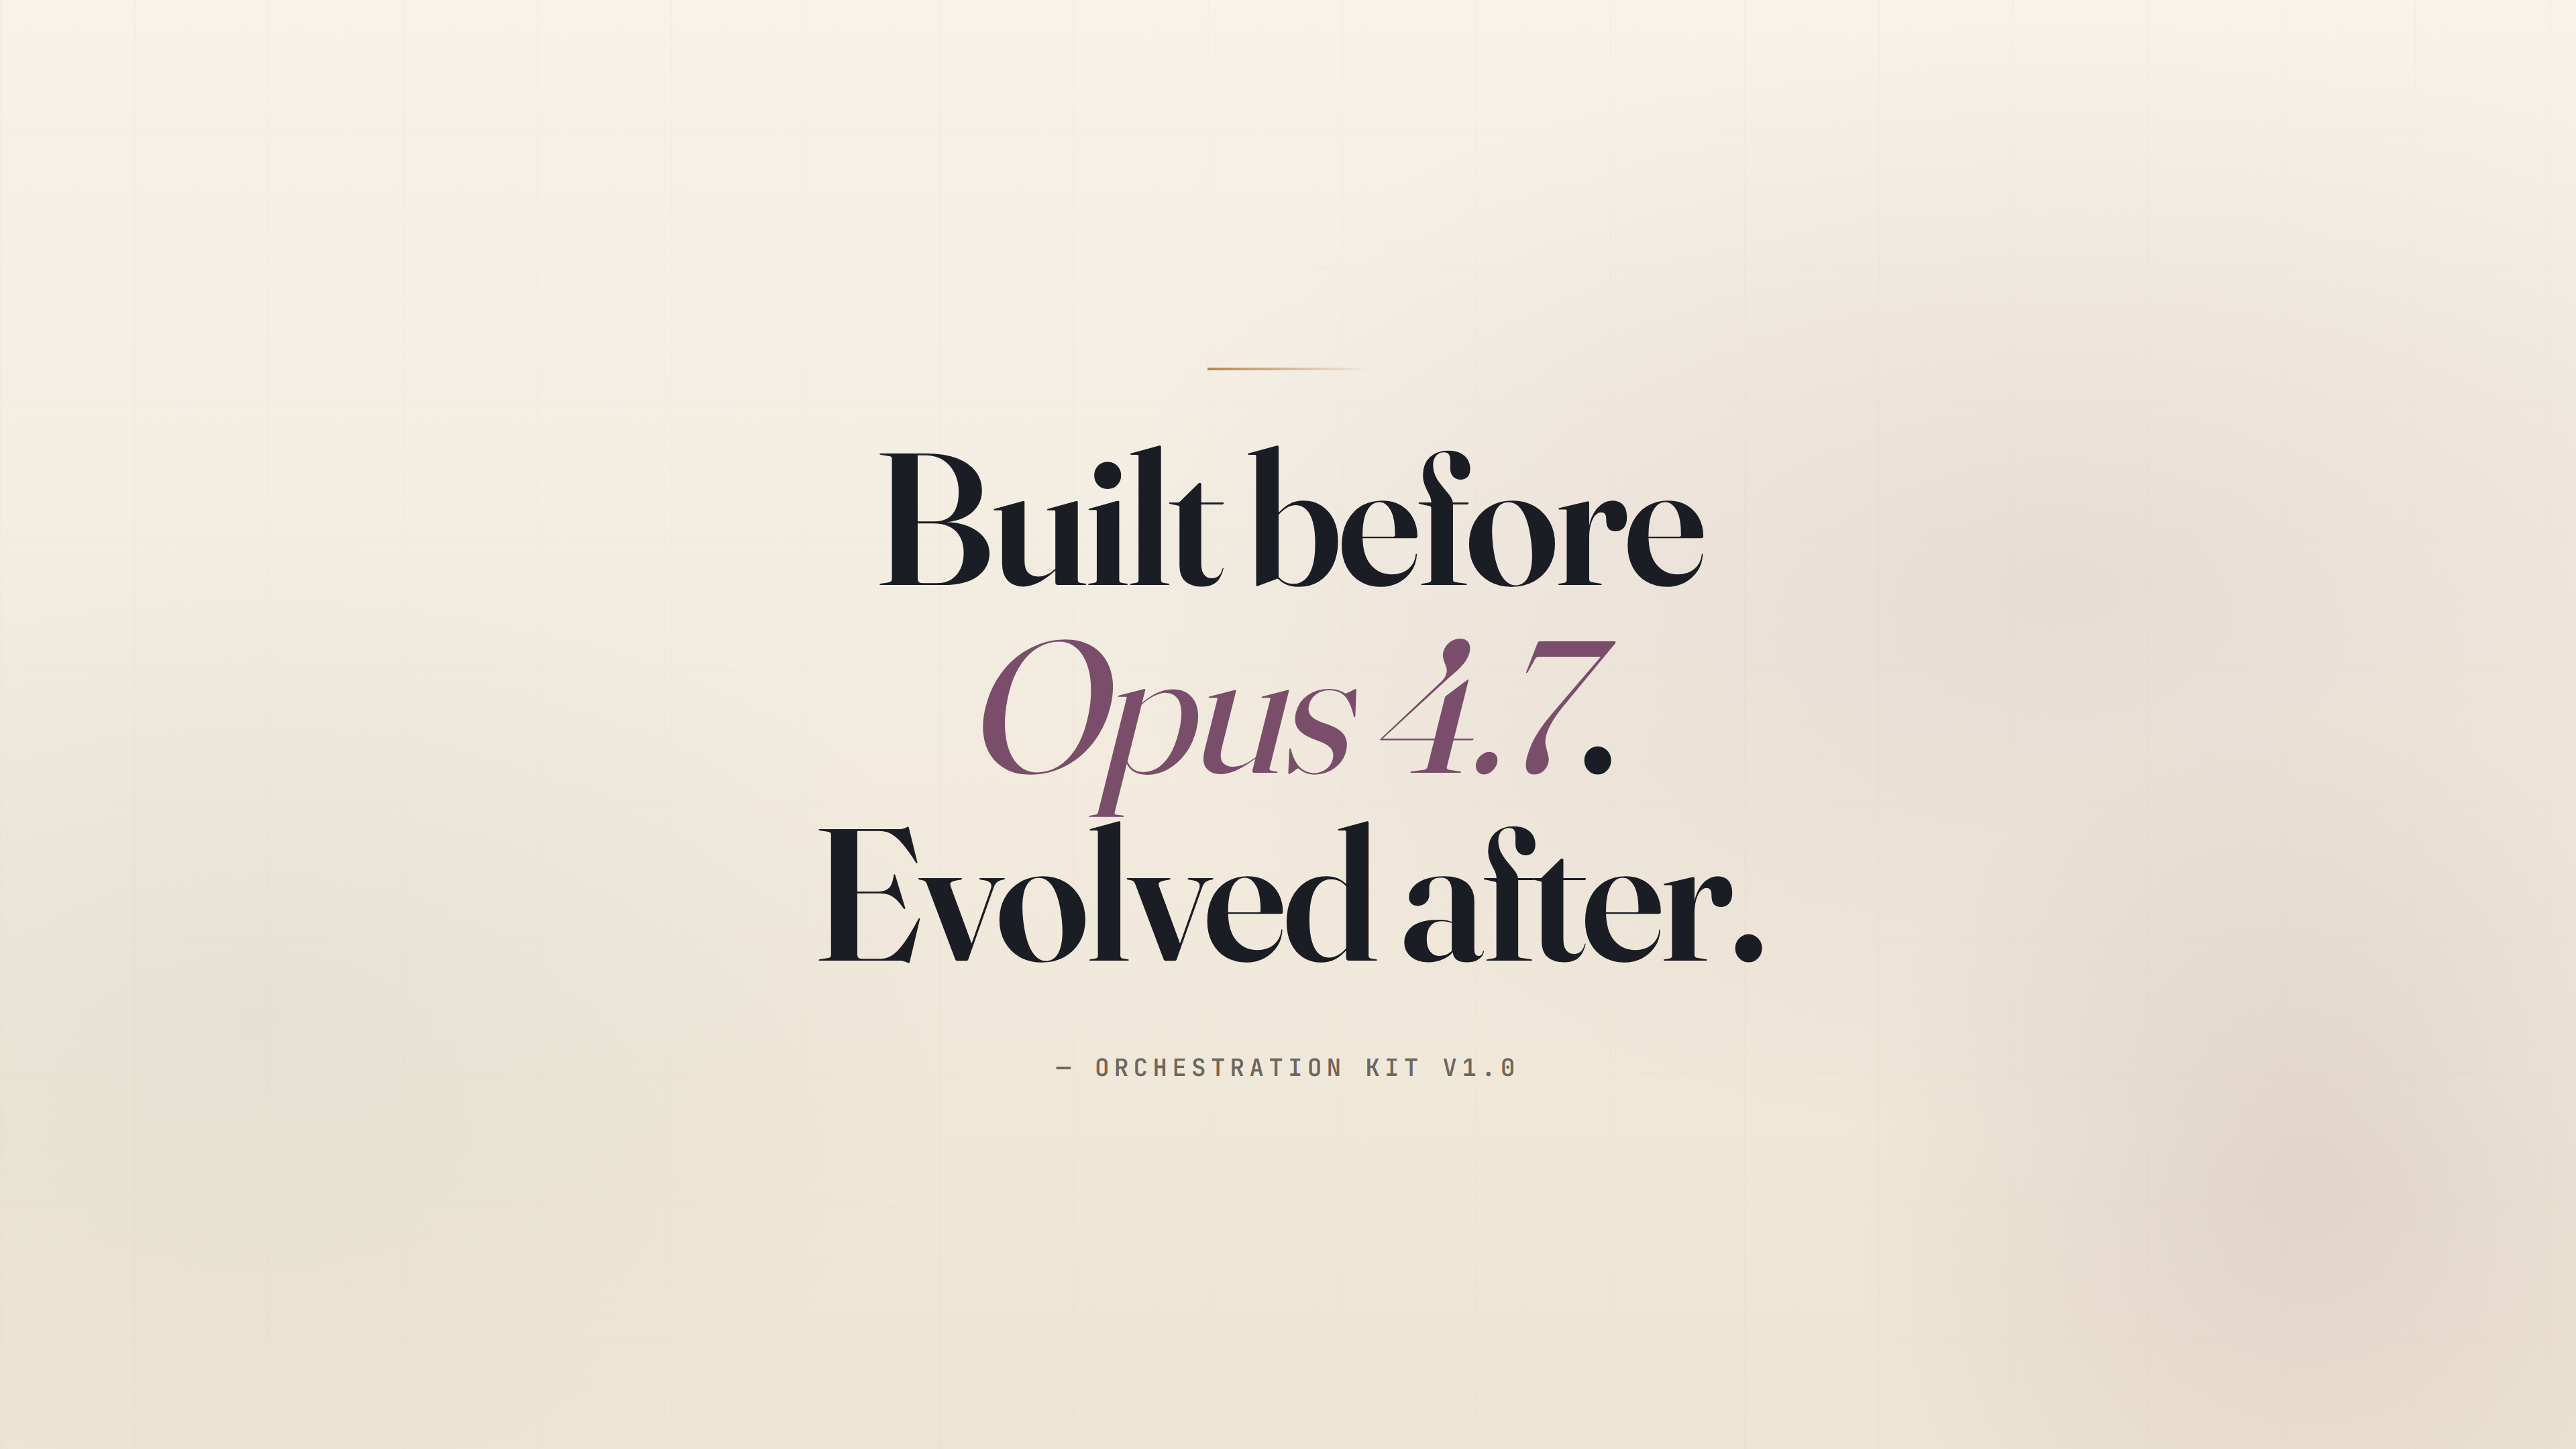 Built before
Opus 4.7.
Evolved after.
— ORCHESTRATION KIT V1.0